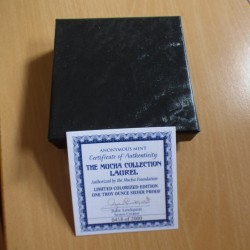 ANONYMOUS MINT
Certificate of Authenticity
THE MUCHA COLLECTION
LAUREL
Authorized by the Mucha Foundation
LIMITED COLORIZED EDITION
ONE TROY OUNCE SILVER PROOF